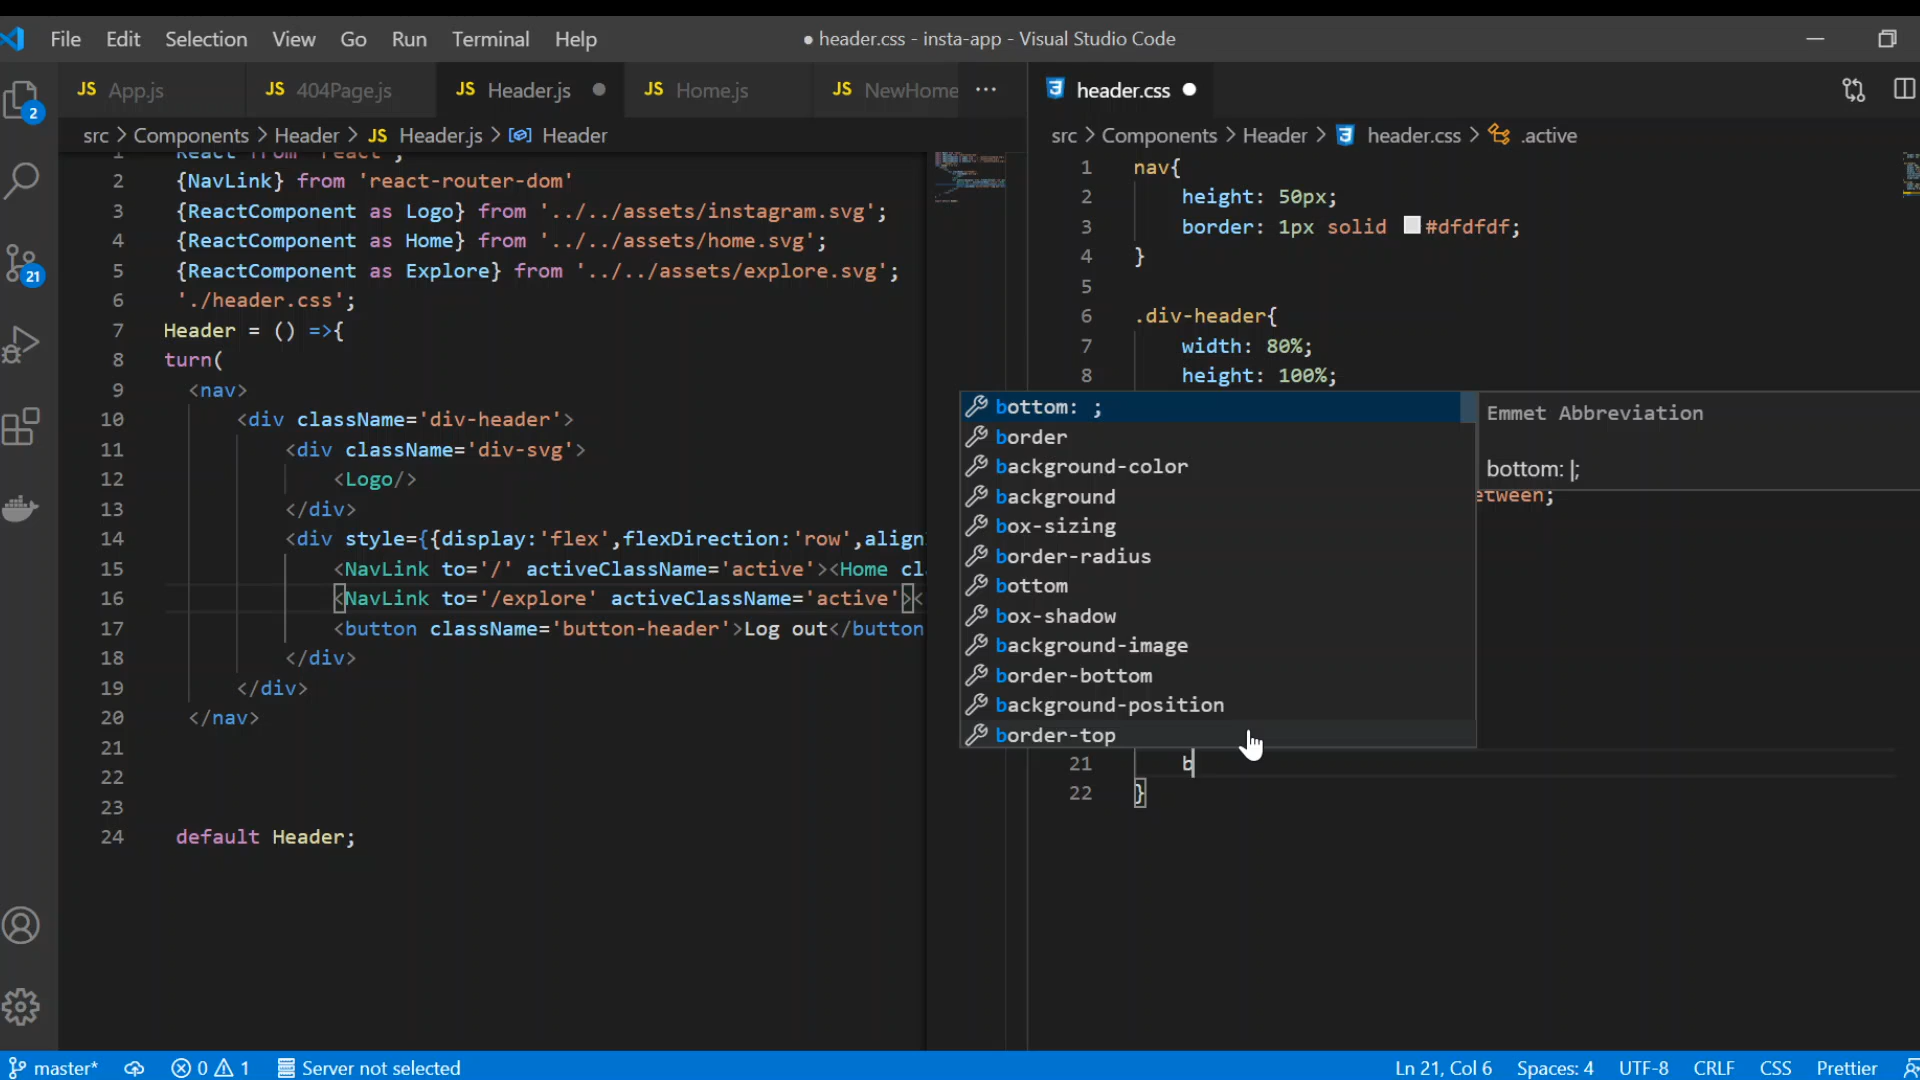 File Edit Selection View Go Run Terminal Help
● header.css - insta-app - Visual Studio Code
JS App.js JS 404Page.js JS Header.js ● JS Home.js JS NewHome ···
header.css ●
src > Components > Header > JS Header.js > Header
src > Components > Header > header.css > .active
1 React from 'react';
2 {NavLink} from 'react-router-dom'
3 {ReactComponent as Logo} from '../../assets/instagram.svg';
4 {ReactComponent as Home} from '../../assets/home.svg';
5 {ReactComponent as Explore} from '../../assets/explore.svg';
6 './header.css';
7 Header = () =>{
8 turn(
9 <nav>
10 <div className='div-header'>
11 <div className='div-svg'>
12 <Logo/>
13 </div>
14 <div style={{display:'flex',flexDirection:'row',align
15 <NavLink to='/' activeClassName='active'><Home cl
16 <NavLink to='/explore' activeClassName='active'><
17 <button className='button-header'>Log out</button
18 </div>
19 </div>
20 </nav>
21
22
23
24 default Header;
1 nav{
2 height: 50px;
3 border: 1px solid #dfdfdf;
4 }
5
6 .div-header{
7 width: 80%;
8 height: 100%;
bottom: ;
border
background-color
background
box-sizing
border-radius
bottom
box-shadow
background-image
border-bottom
background-position
border-top
Emmet Abbreviation
bottom: |;
etween;
21 b
22 }
2
21
master* 0 1 Server not selected
Ln 21, Col 6 Spaces: 4 UTF-8 CRLF CSS Prettier